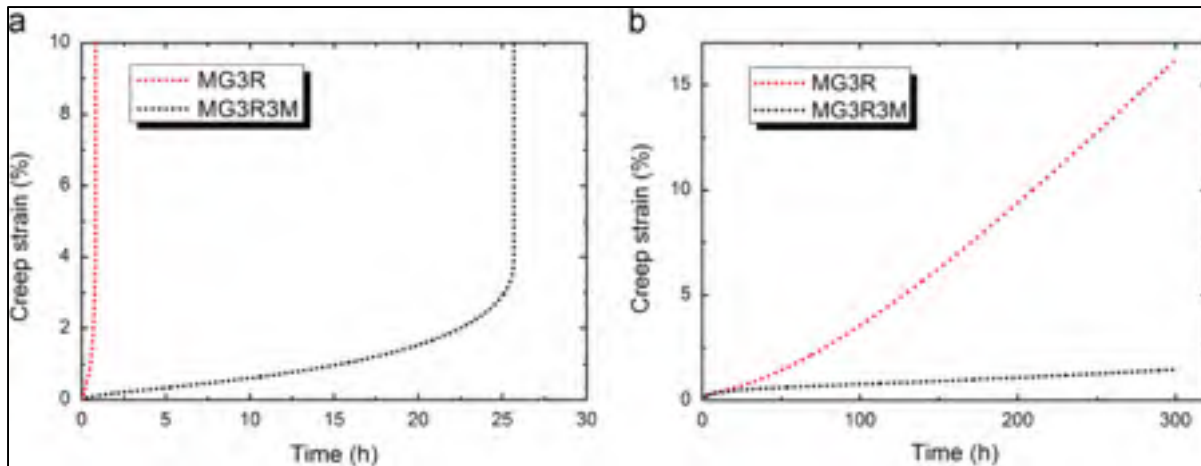 a
10
8
6
4
2
0
Creep strain (%)
MG3R
MG3R3M
0 5 10 15 20 25 30
Time (h)
b
15
10
5
0
Creep strain (%)
MG3R
MG3R3M
0 100 200 300
Time (h)